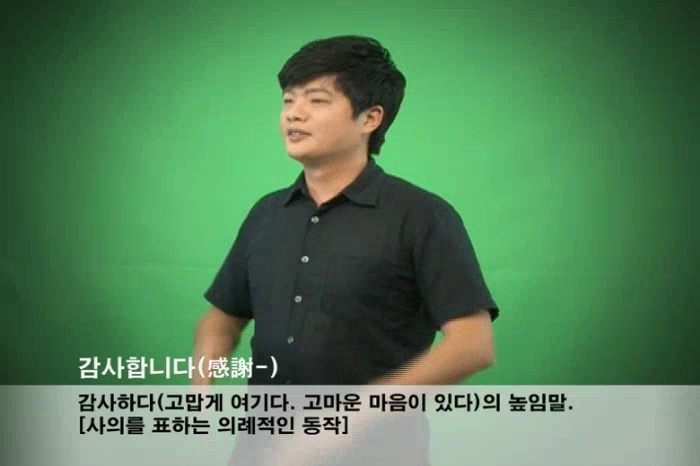 감사합니다(感謝-)
감사하다(고맙게 여기다. 고마운 마음이 있다)의 높임말.
[사의를 표하는 의례적인 동작]